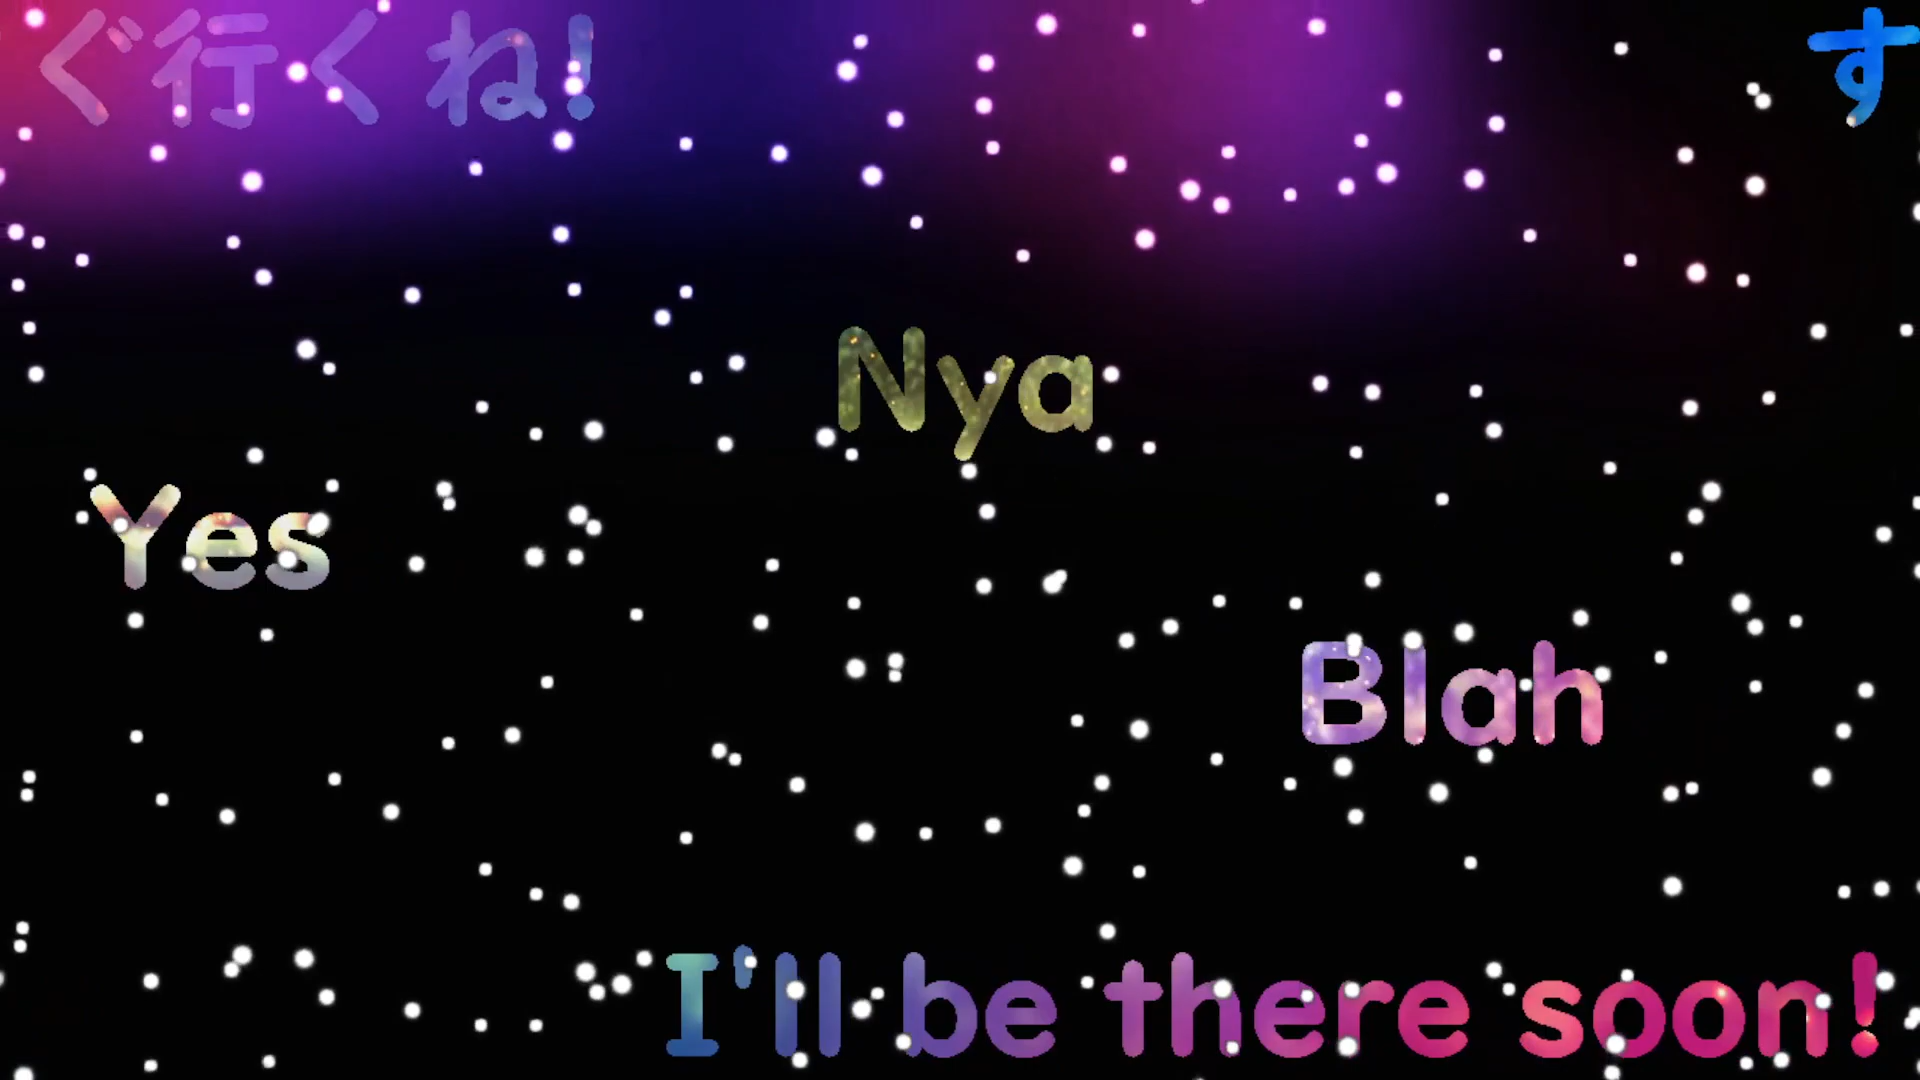 ぐ行くね!
す
Nya
Yes
Blah
I'll be there soon!